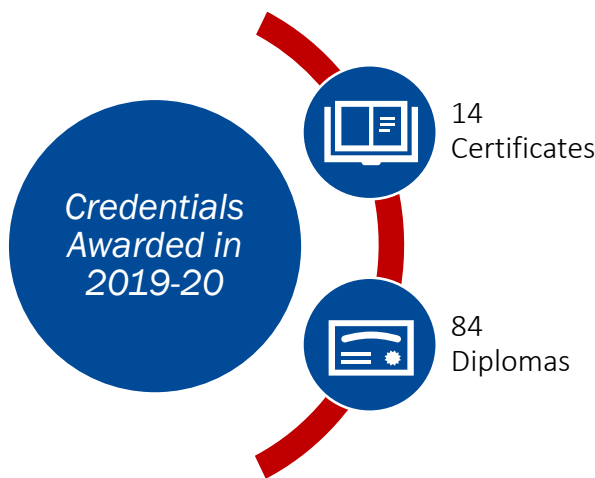 Credentials
Awarded in
2019-20
14
Certificates
84
Diplomas